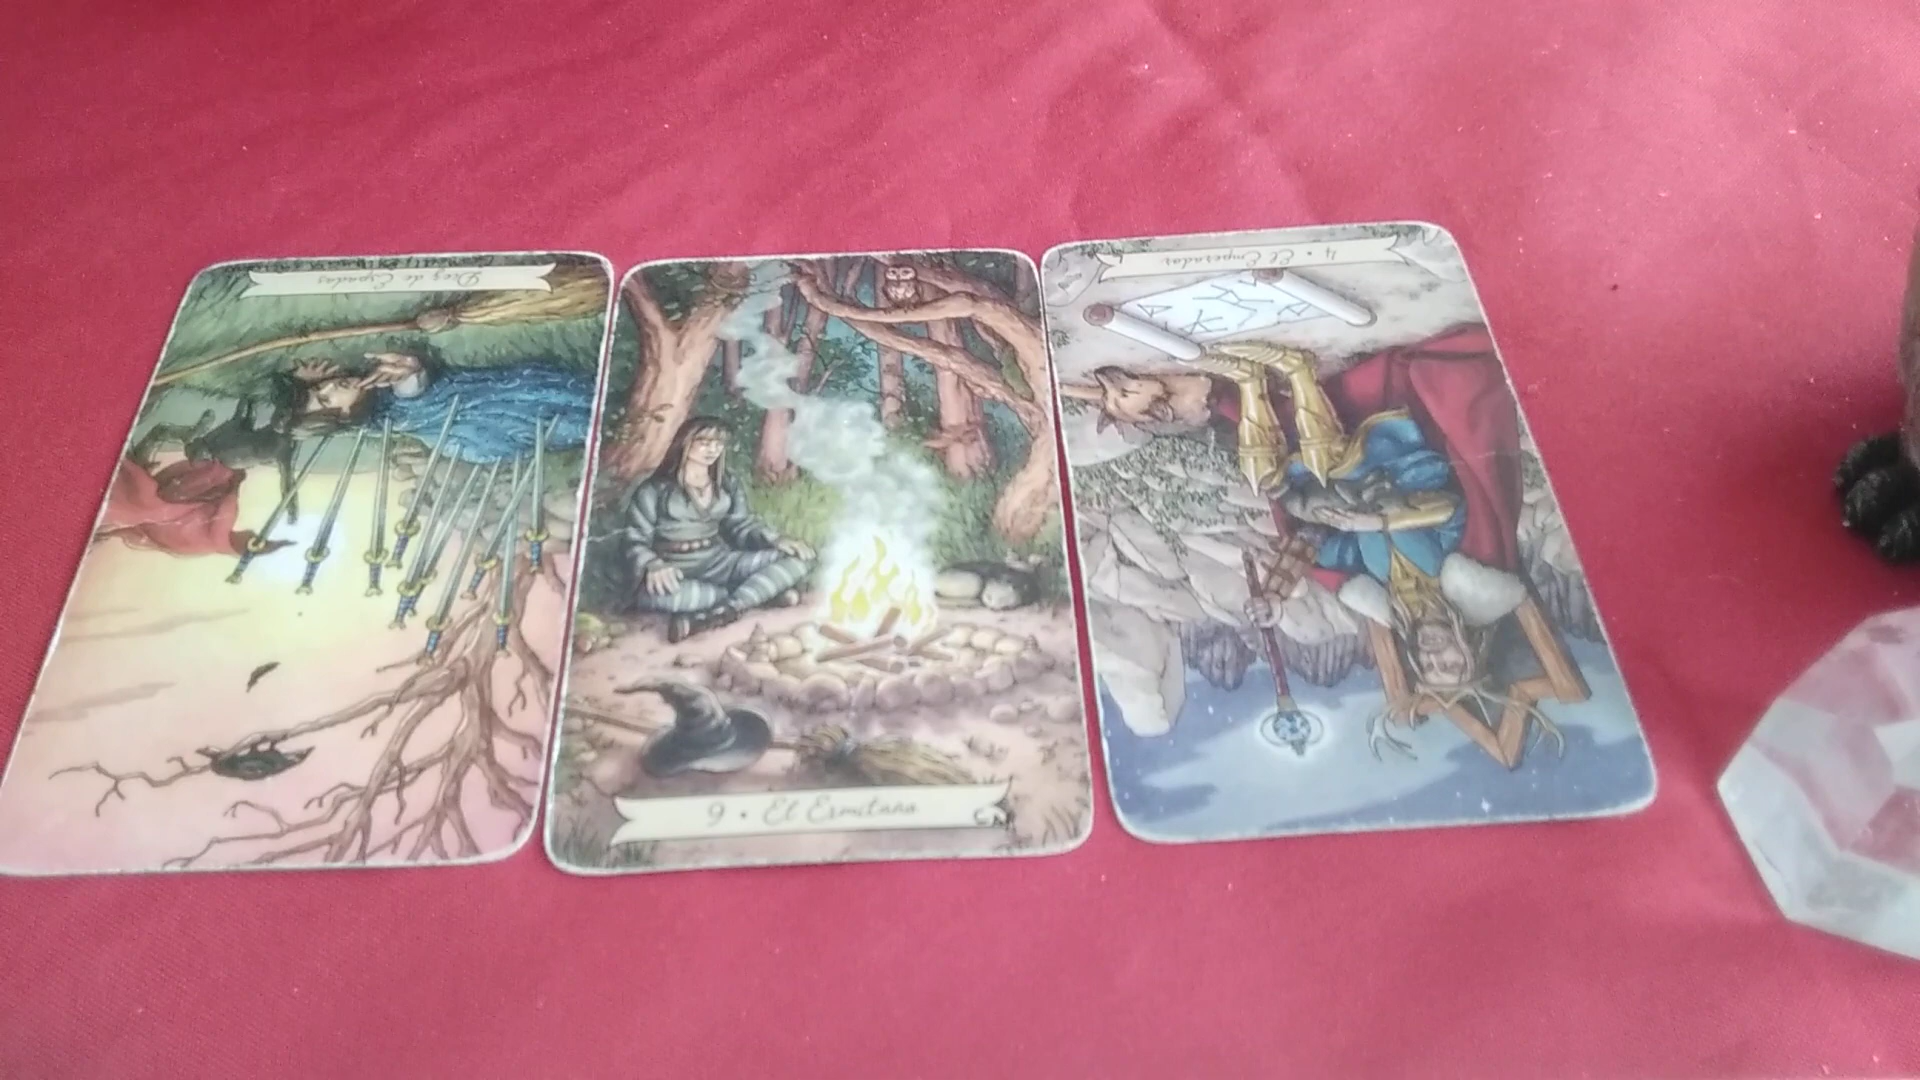 Diez de Espadas
9 • El Ermitaño
4 • El Emperador